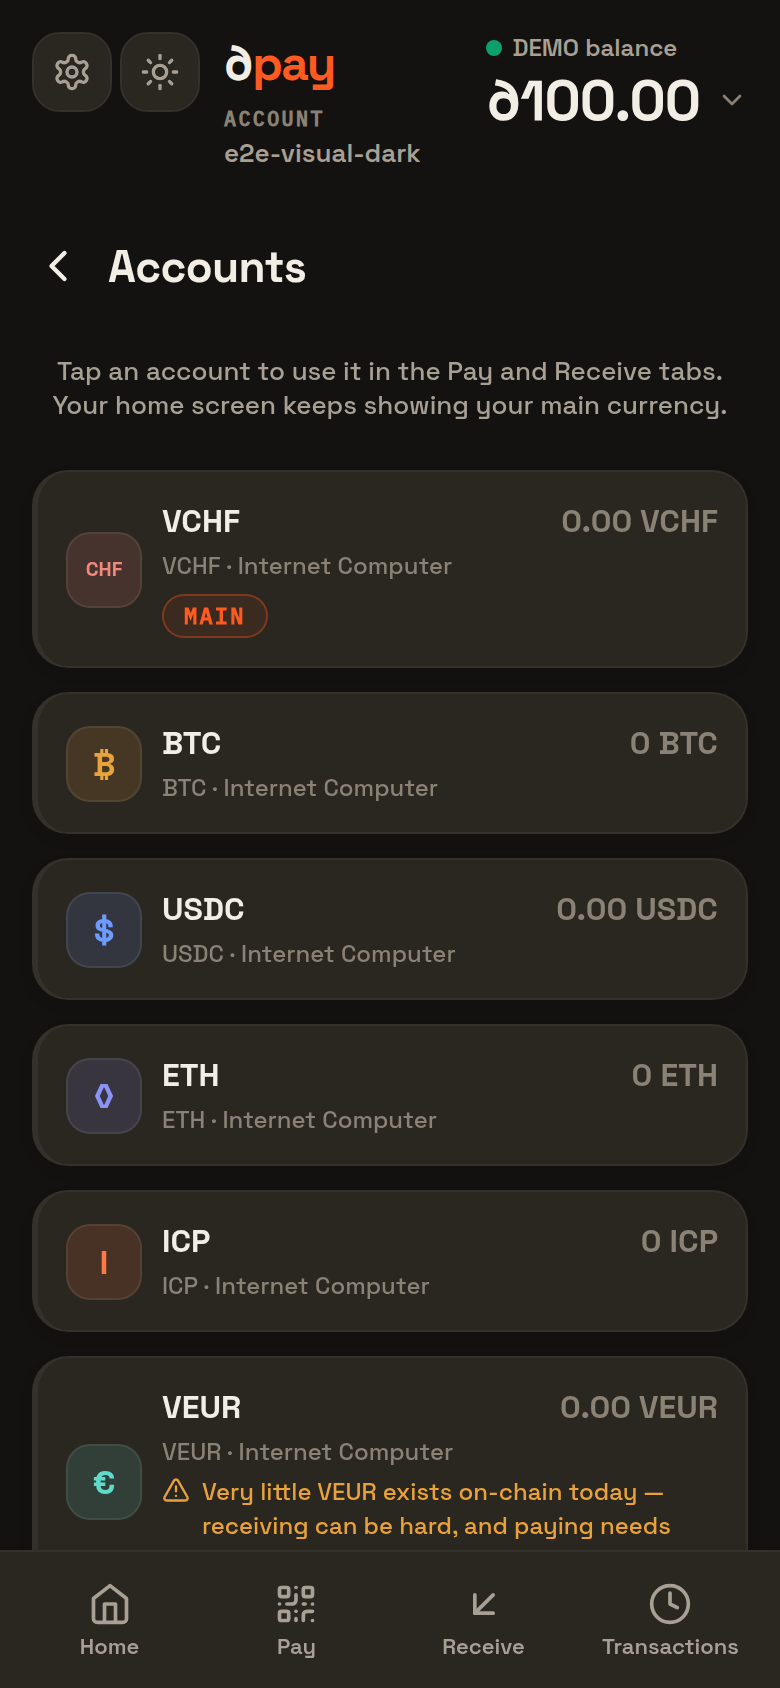 ∂pay
ACCOUNT
e2e-visual-dark
DEMO balance
∂100.00
Accounts
Tap an account to use it in the Pay and Receive tabs.
Your home screen keeps showing your main currency.
CHF
VCHF
0.00 VCHF
VCHF · Internet Computer
MAIN
₿
BTC
0 BTC
BTC · Internet Computer
$
USDC
0.00 USDC
USDC · Internet Computer
ETH
0 ETH
ETH · Internet Computer
I
ICP
0 ICP
ICP · Internet Computer
€
VEUR
0.00 VEUR
VEUR · Internet Computer
Very little VEUR exists on-chain today —
receiving can be hard, and paying needs
Home
Pay
Receive
Transactions